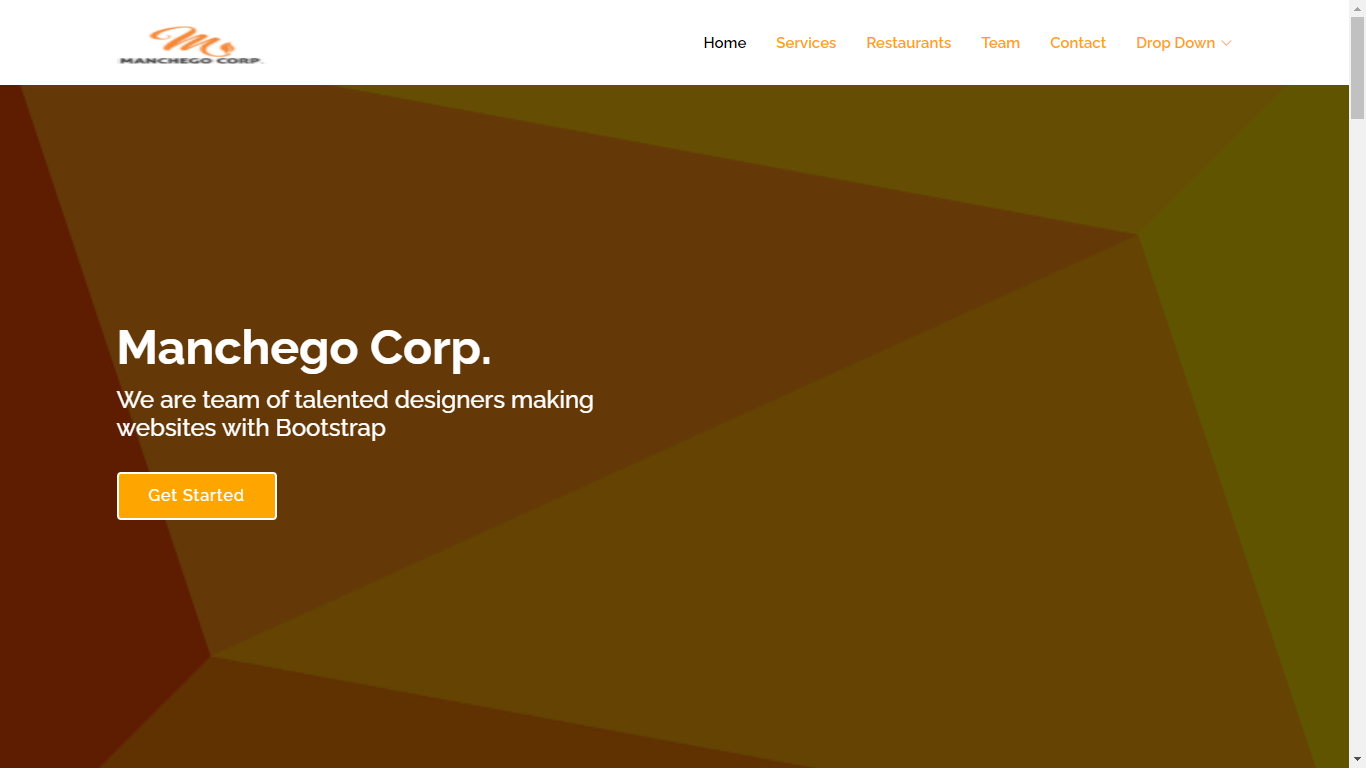 MANCHEGO CORP
Home Services Restaurants Team Contact Drop Down
Manchego Corp.
We are team of talented designers making
websites with Bootstrap
Get Started